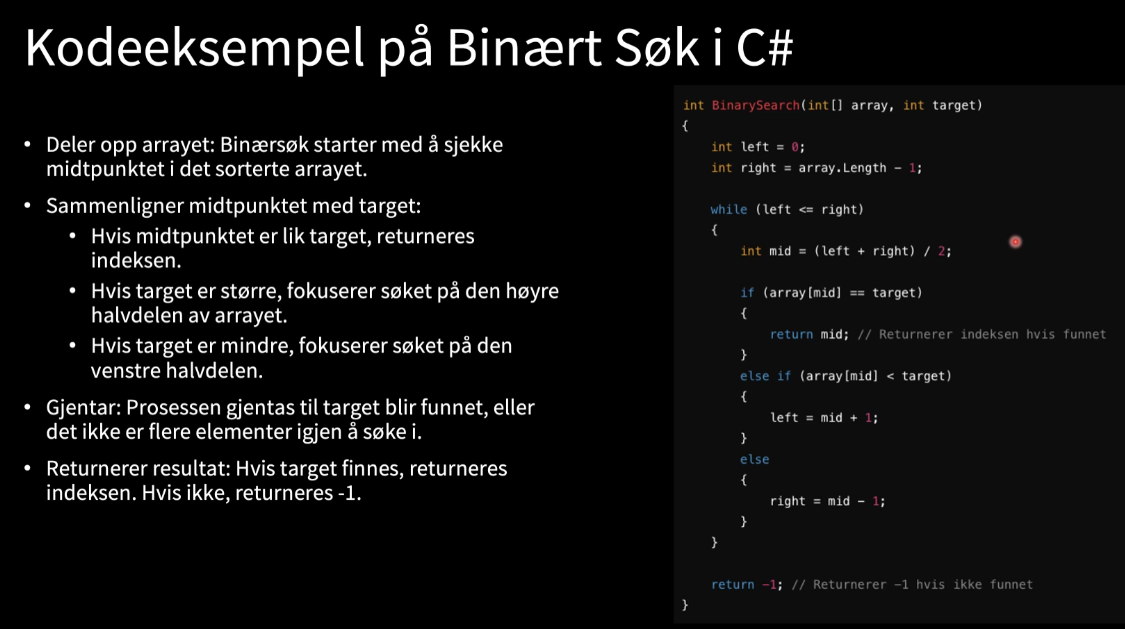 Kodeeksempel på Binært Søk i C#
• Deler opp arrayet: Binærsøk starter med å sjekke
midtpunktet i det sorterte arrayet.
• Sammenligner midtpunktet med target:
• Hvis midtpunktet er lik target, returneres
indeksen.
• Hvis target er større, fokuserer søket på den høyre
halvdelen av arrayet.
• Hvis target er mindre, fokuserer søket på den
venstre halvdelen.
• Gjentar: Prosessen gjentas til target blir funnet, eller
det ikke er flere elementer igjen å søke i.
• Returnerer resultat: Hvis target finnes, returneres
indeksen. Hvis ikke, returneres -1.
int BinarySearch(int[] array, int target)
{
    int left = 0;
    int right = array.Length - 1;

    while (left <= right)
    {
        int mid = (left + right) / 2;

        if (array[mid] == target)
        {
            return mid; // Returnerer indeksen hvis funnet
        }
        else if (array[mid] < target)
        {
            left = mid + 1;
        }
        else
        {
            right = mid - 1;
        }
    }

    return -1; // Returnerer -1 hvis ikke funnet
}